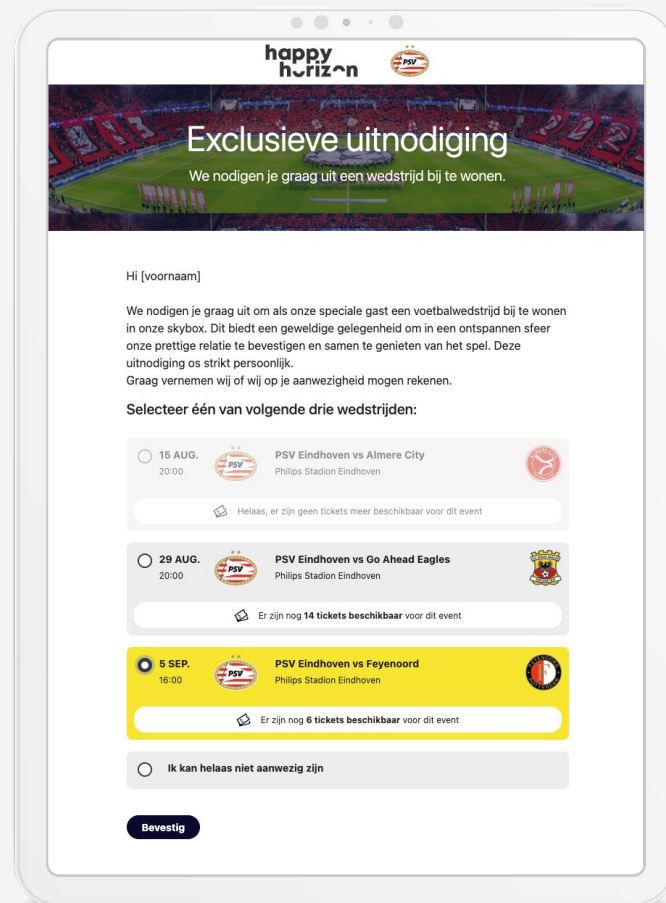 happy
horizon
PSV
Exclusieve uitnodiging
We nodigen je graag uit een wedstrijd bij te wonen.
Hi [voornaam]
We nodigen je graag uit om als onze speciale gast een voetbalwedstrijd bij te wonen
in onze skybox. Dit biedt een geweldige gelegenheid om in een ontspannen sfeer
onze prettige relatie te bevestigen en samen te genieten van het spel. Deze
uitnodiging os strikt persoonlijk.
Graag vernemen wij of wij op je aanwezigheid mogen rekenen.
Selecteer één van volgende drie wedstrijden:
15 AUG.
20:00
PSV
PSV Eindhoven vs Almere City
Philips Stadion Eindhoven
Helaas, er zijn geen tickets meer beschikbaar voor dit event
29 AUG.
20:00
PSV
PSV Eindhoven vs Go Ahead Eagles
Philips Stadion Eindhoven
Er zijn nog 14 tickets beschikbaar voor dit event
5 SEP.
16:00
PSV
PSV Eindhoven vs Feyenoord
Philips Stadion Eindhoven
Er zijn nog 6 tickets beschikbaar voor dit event
Ik kan helaas niet aanwezig zijn
Bevestig